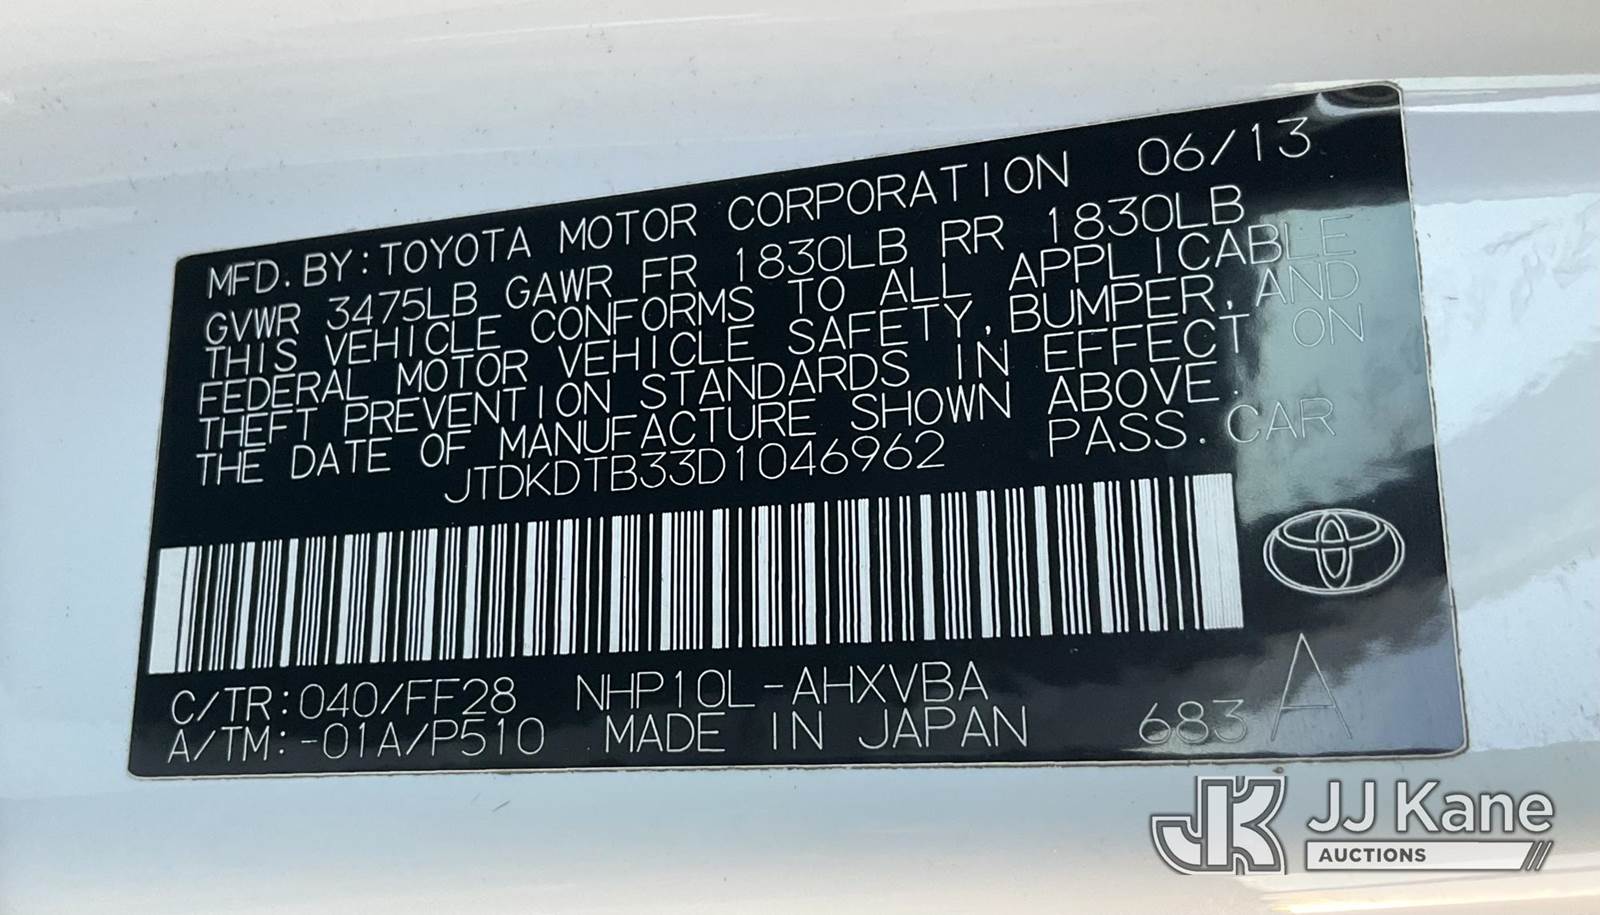 MFD. BY: TOYOTA MOTOR CORPORATION 06/13
GVWR 3475LB GAWR FR 1830LB RR 1830LB
THIS VEHICLE CONFORMS TO ALL APPLICABLE
FEDERAL MOTOR VEHICLE SAFETY, BUMPER, AND
THEFT PREVENTION STANDARDS IN EFFECT ON
THE DATE OF MANUFACTURE SHOWN ABOVE.
JTDKDTB33D1046962 PASS. CAR
C/TR: 040/FF28 NHP10L-AHXVBA
A/TM: -01A/P510 MADE IN JAPAN 683 A
JK JJ Kane
AUCTIONS